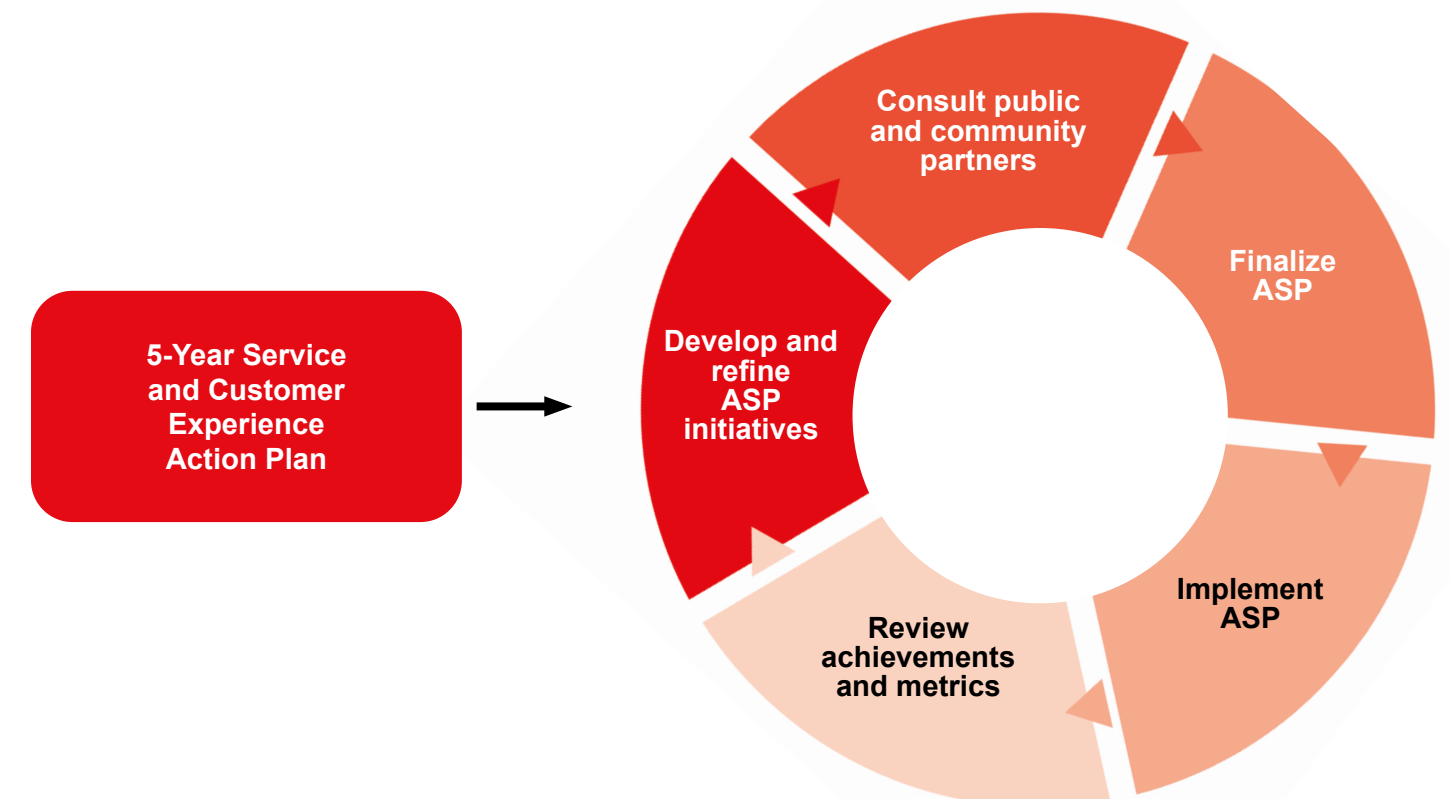 5-Year Service
and Customer
Experience
Action Plan
Consult public
and community
partners
Finalize
ASP
Implement
ASP
Review
achievements
and metrics
Develop and
refine
ASP
initiatives